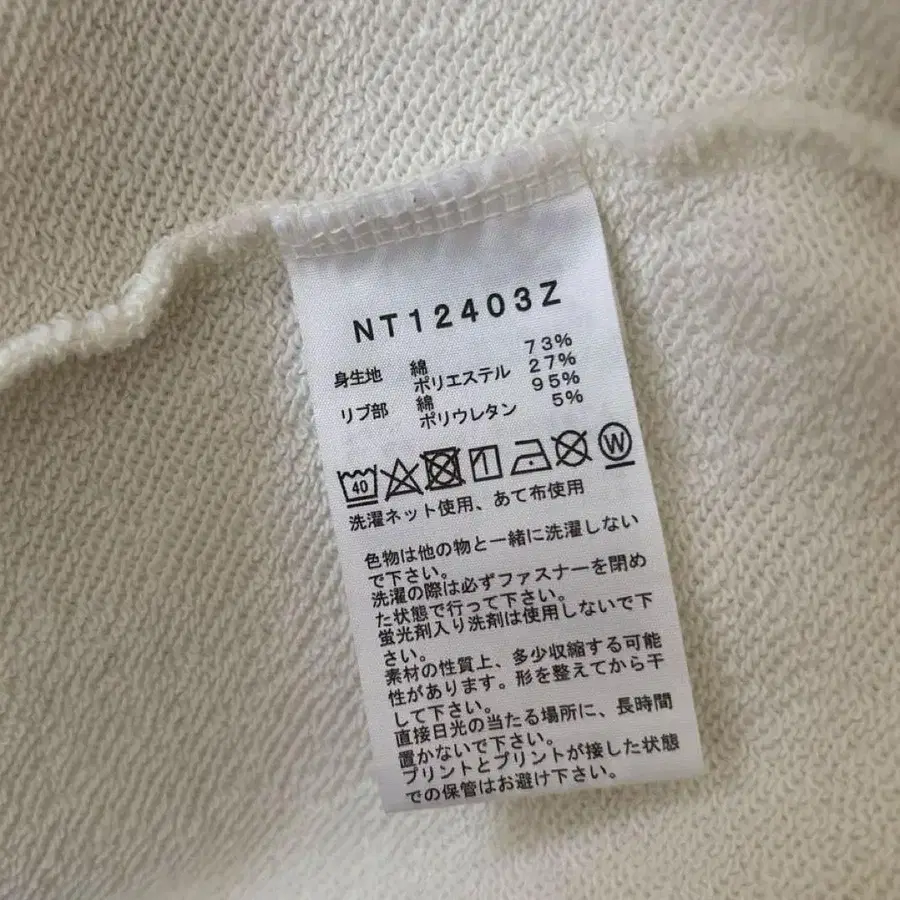 NT12403Z
身生地 綿 73%
ポリエステル 27%
リブ部 綿 95%
ポリウレタン 5%
40 W
洗濯ネット使用、あて布使用
色物は他の物と一緒に洗濯しない
で下さい。
洗濯の際は必ずファスナーを閉め
た状態で行って下さい。
蛍光剤入り洗剤は使用しないで下
さい。
素材の性質上、多少収縮する可能
性があります。形を整えてから干
して下さい。
直接日光の当たる場所に、長時間
置かないで下さい。
プリントとプリントが接した状態
での保管はお避け下さい。